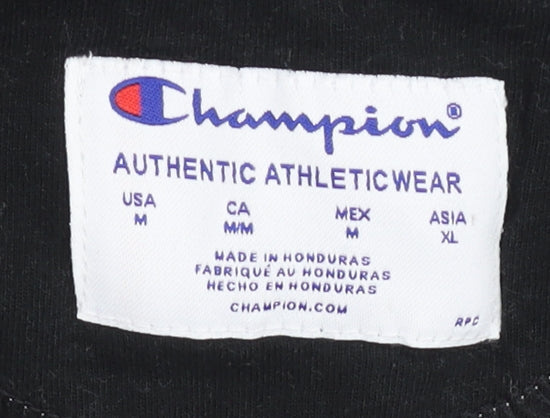 Champion®
AUTHENTIC ATHLETICWEAR
USA CA MEX ASIA
M M/M M XL
MADE IN HONDURAS
FABRIQUÉ AU HONDURAS
HECHO EN HONDURAS
CHAMPION.COM
RPC